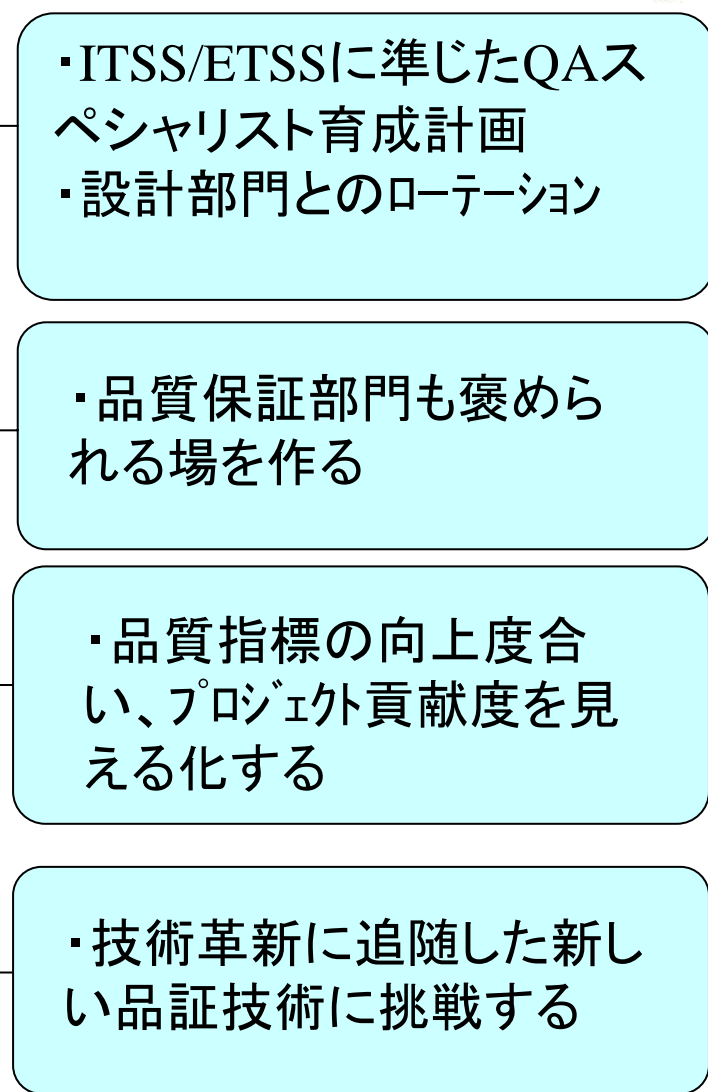 ･ITSS/ETSSに準じたQAス
ペシャリスト育成計画
･設計部門とのﾛｰﾃｰｼｮﾝ
･品質保証部門も褒めら
れる場を作る
･品質指標の向上度合
い、ﾌﾟﾛｼﾞｪｸﾄ貢献度を見
える化する
･技術革新に追随した新し
い品証技術に挑戦する